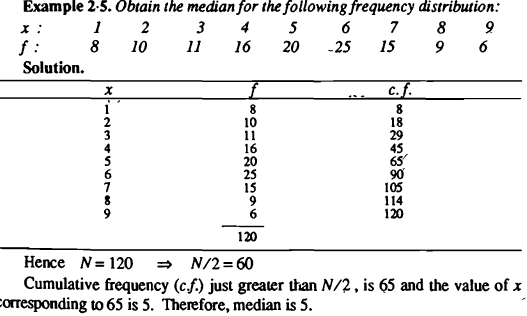 Example 2·5. Obtain the median for the following frequency distribution:
x : 1 2 3 4 5 6 7 8 9
f : 8 10 11 16 20 25 15 9 6
Solution.
x f c.f.
1 8 8
2 10 18
3 11 29
4 16 45
5 20 65
6 25 90
7 15 105
8 9 114
9 6 120
120
Hence N = 120 ⇒ N/2 = 60
Cumulative frequency (c.f.) just greater than N/2, is 65 and the value of x
corresponding to 65 is 5. Therefore, median is 5.